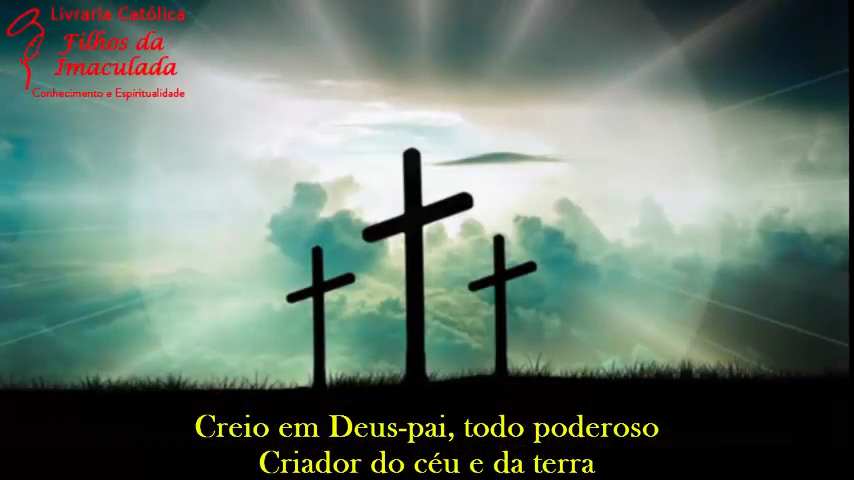 Livraria Católica
Filhos da
Imaculada
Conhecimento e Espiritualidade
Creio em Deus-pai, todo poderoso
Criador do céu e da terra